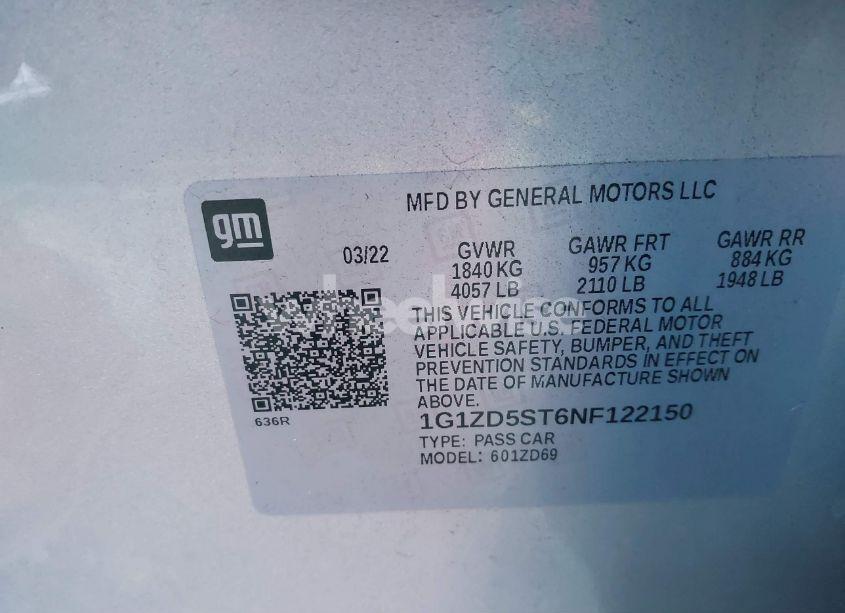 gm
MFD BY GENERAL MOTORS LLC
03/22
GVWR GAWR FRT GAWR RR
1840 KG 957 KG 884 KG
4057 LB 2110 LB 1948 LB
THIS VEHICLE CONFORMS TO ALL
APPLICABLE U.S. FEDERAL MOTOR
VEHICLE SAFETY, BUMPER, AND THEFT
PREVENTION STANDARDS IN EFFECT ON
THE DATE OF MANUFACTURE SHOWN
ABOVE.
636R
1G1ZD5ST6NF122150
TYPE: PASS CAR
MODEL: 601ZD69